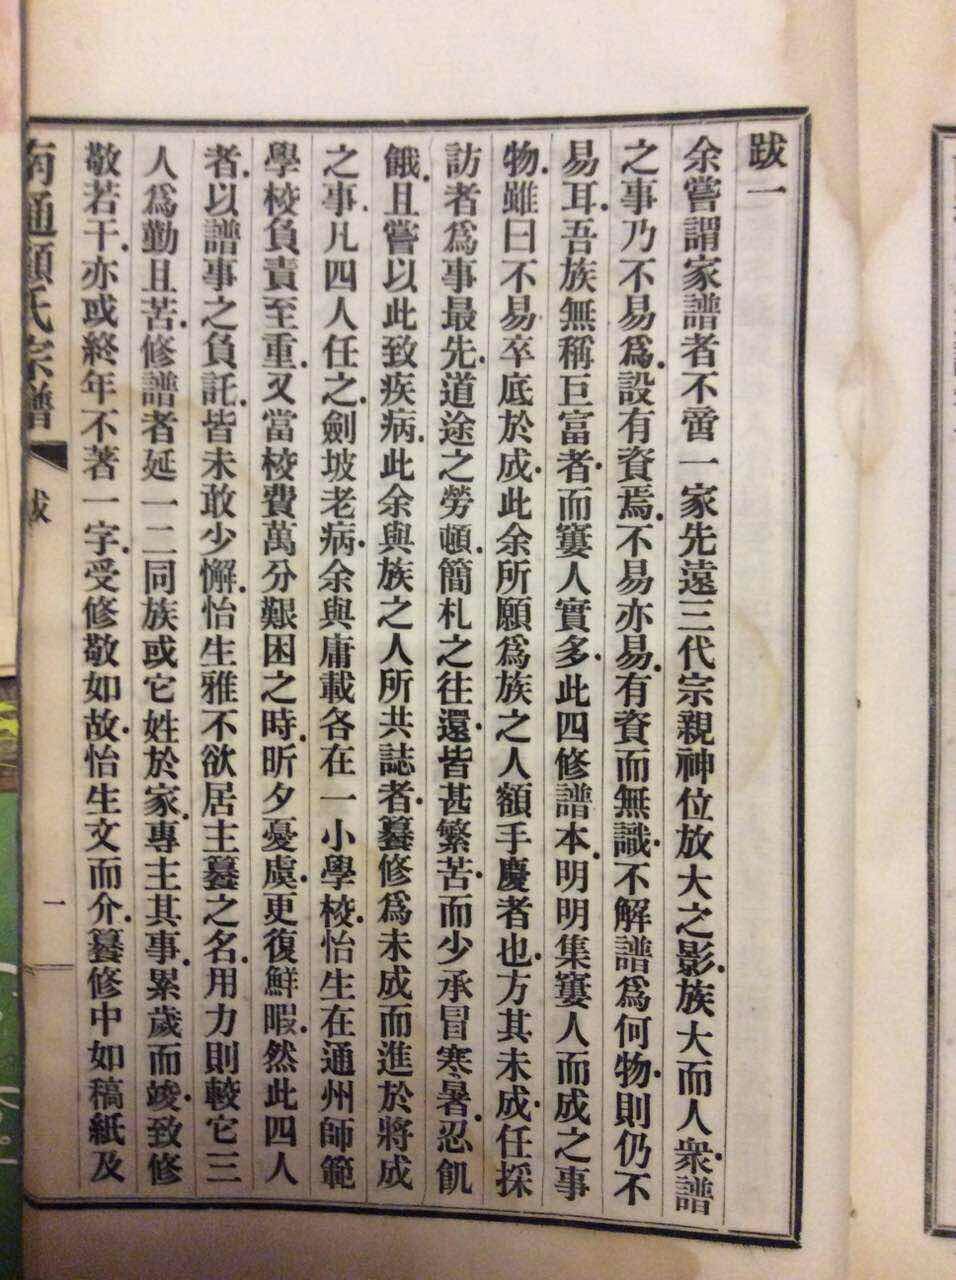 跋一
余嘗謂家譜者不啻一家先遠三代宗親神位放大之影．族大而人衆．譜
之事乃不易爲．設有資焉．不易亦易．有資而無識．不解譜爲何物．則仍不
易耳．吾族無稱巨富者．而窶人實多．此四修譜本．明明集窶人而成之事
物．雖曰不易．卒底於成．此余所願爲族之人額手慶者也．方其未成．任採
訪者爲事最先．道途之勞頓．簡札之往還．皆甚繁苦．而少承冒寒暑．忍飢
餓．且嘗以此致疾病．此余與族之人所共誌者．纂修爲未成而進於將成
之事．凡四人任之．劍坡老病．余與庸載各在一小學校．怡生在通州師範
學校負責至重．又當校費萬分艱困之時．昕夕憂虞．更復鮮暇．然此四人
者．以譜事之負託．皆未敢少懈．怡生雅不欲居主纂之名．用力則較它三
人爲勤且苦．修譜者延一二同族或它姓於家．專主其事．累歲而竣．致修
敬若干．亦或終年不著一字．受修敬如故．怡生文而介．纂修中如稿紙及
南通顧氏宗譜
跋
一